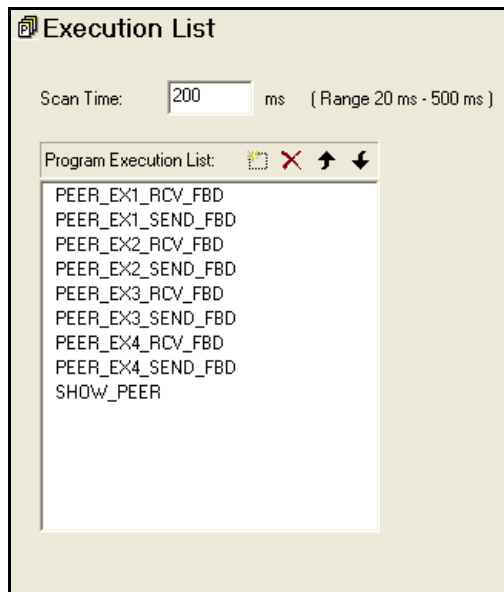 Execution List
Scan Time: 200 ms ( Range 20 ms - 500 ms )
Program Execution List:
PEER_EX1_RCV_FBD
PEER_EX1_SEND_FBD
PEER_EX2_RCV_FBD
PEER_EX2_SEND_FBD
PEER_EX3_RCV_FBD
PEER_EX3_SEND_FBD
PEER_EX4_RCV_FBD
PEER_EX4_SEND_FBD
SHOW_PEER